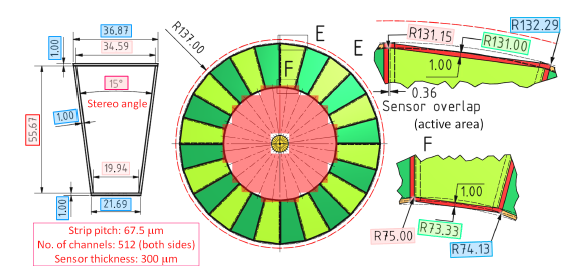 36,87
34.59
1.00
15°
Stereo angle
1.00
55.67
19,94
1.00
21.69
Strip pitch: 67.5 µm
No. of channels: 512 (both sides)
Sensor thickness: 300 µm
R137.00
E
F
E
R131.15
R132.29
R131.00
1.00
0.36
Sensor overlap
(active area)
F
1.00
R75.00
R73.33
R74.13